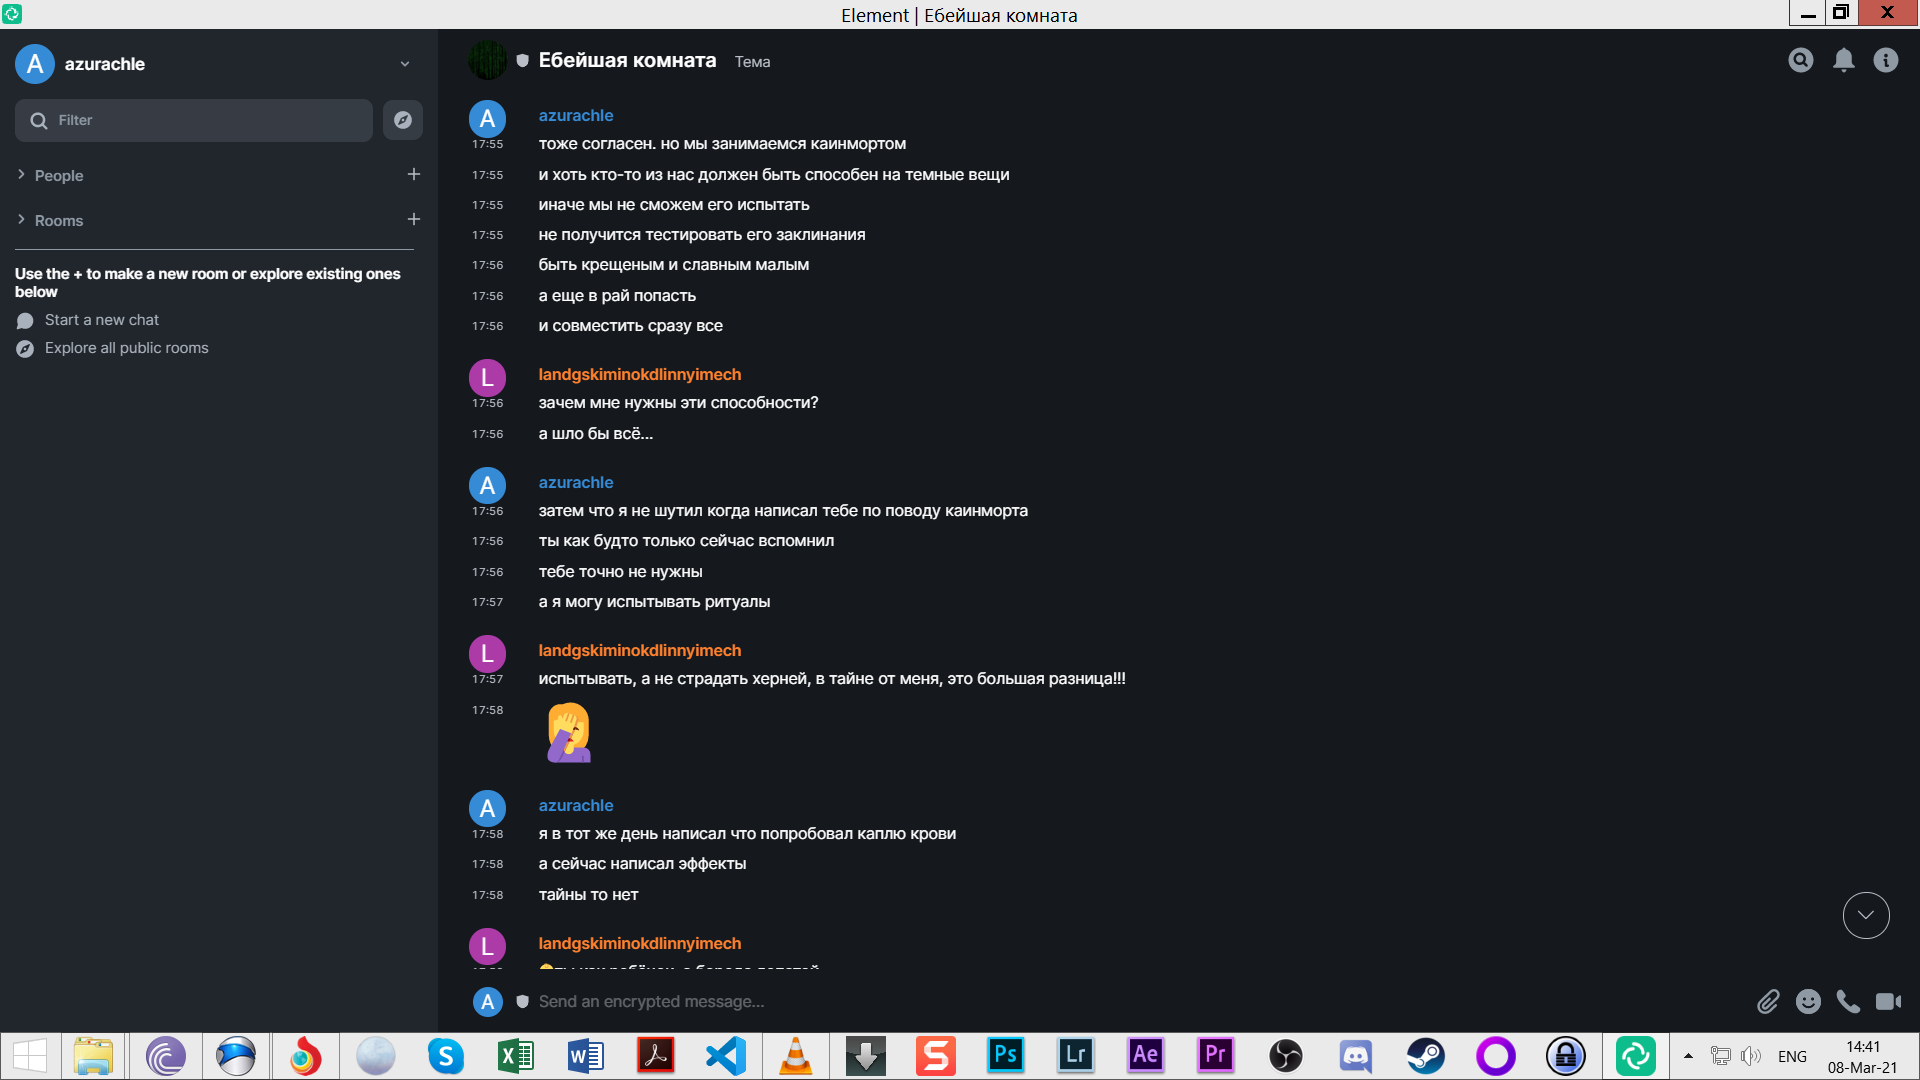 Element | Ебейшая комната
A azurachle
Filter
People
Rooms
Use the + to make a new room or explore existing ones
below
Start a new chat
Explore all public rooms
Ебейшая комната Тема
A azurachle
17:55 тоже согласен. но мы занимаемся каинмортом
17:55 и хоть кто-то из нас должен быть способен на темные вещи
17:55 иначе мы не сможем его испытать
17:55 не получится тестировать его заклинания
17:56 быть крещеным и славным малым
17:56 а еще в рай попасть
17:56 и совместить сразу все
L landgskiminokdlinnyimech
17:56 зачем мне нужны эти способности?
17:56 а шло бы всё...
A azurachle
17:56 затем что я не шутил когда написал тебе по поводу каинморта
17:56 ты как будто только сейчас вспомнил
17:56 тебе точно не нужны
17:57 а я могу испытывать ритуалы
L landgskiminokdlinnyimech
17:57 испытывать, а не страдать херней, в тайне от меня, это большая разница!!!
17:58
A azurachle
17:58 я в тот же день написал что попробовал каплю крови
17:58 а сейчас написал эффекты
17:58 тайны то нет
L landgskiminokdlinnyimech
A Send an encrypted message...
S X W S Ps Lr Ae Pr
ENG
14:41
08-Mar-21